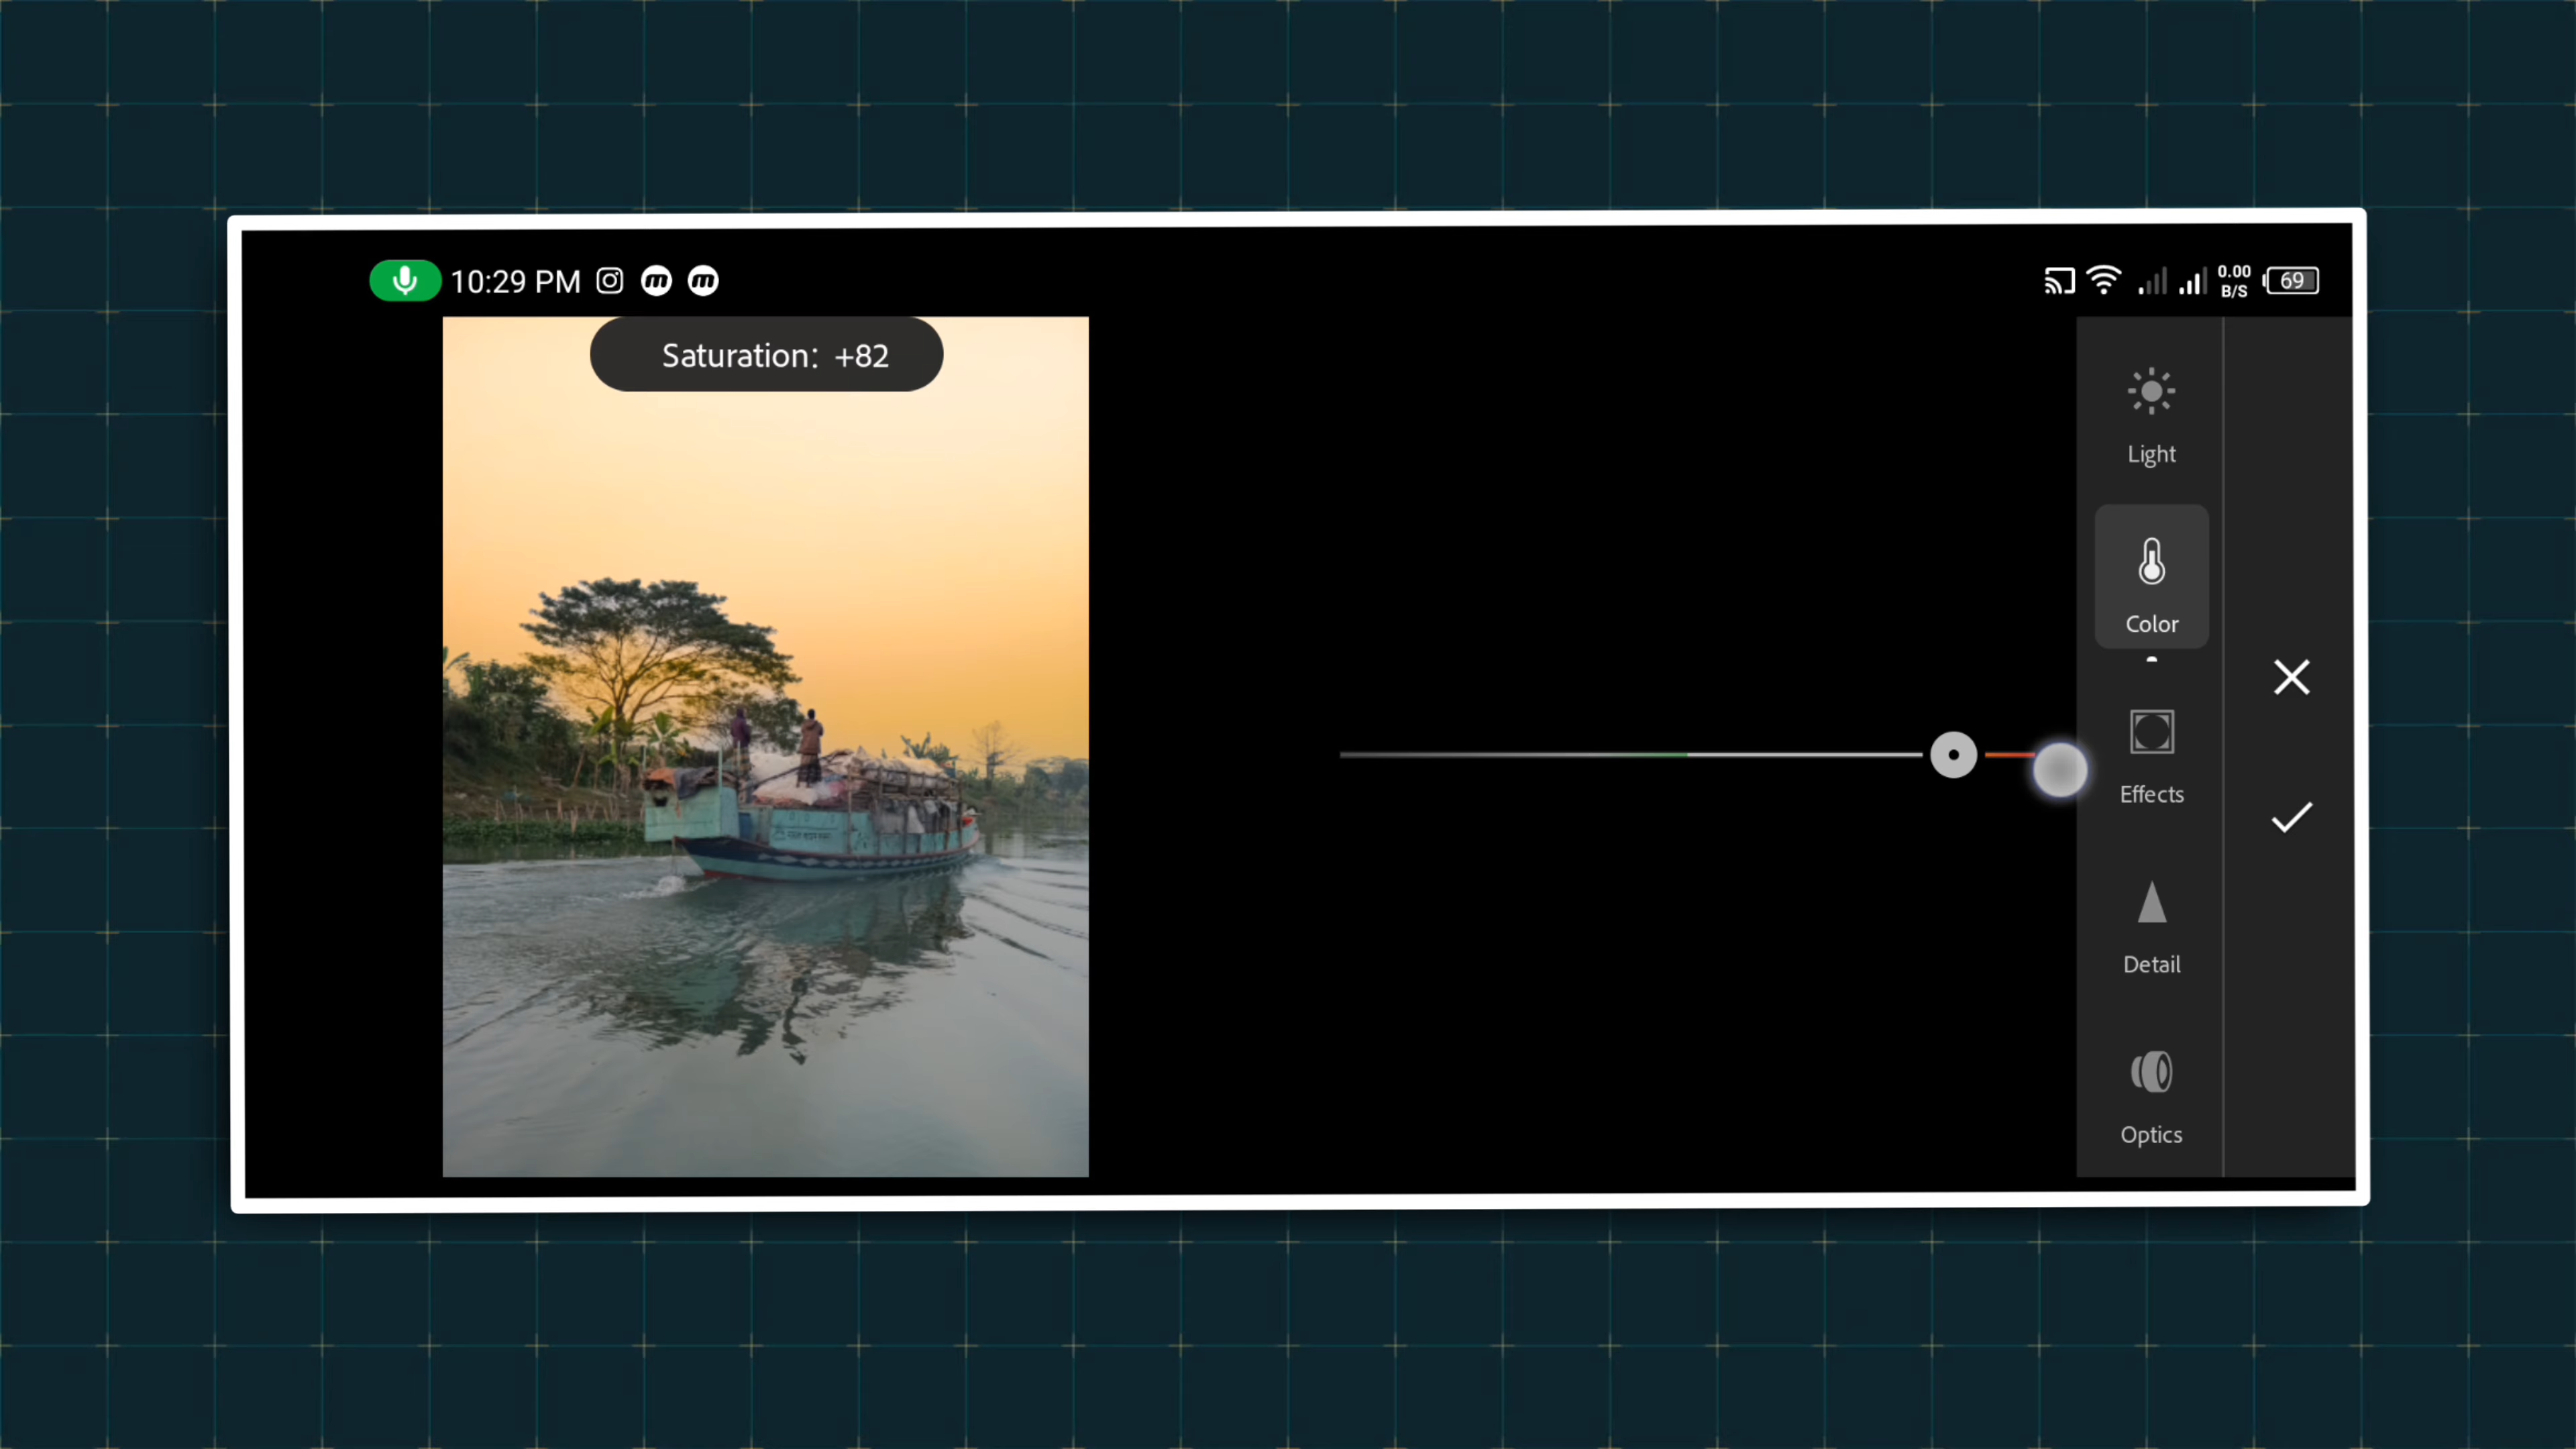 10:29 PM
0.00
B/S
69
Saturation: +82
Light
Color
Effects
Detail
Optics